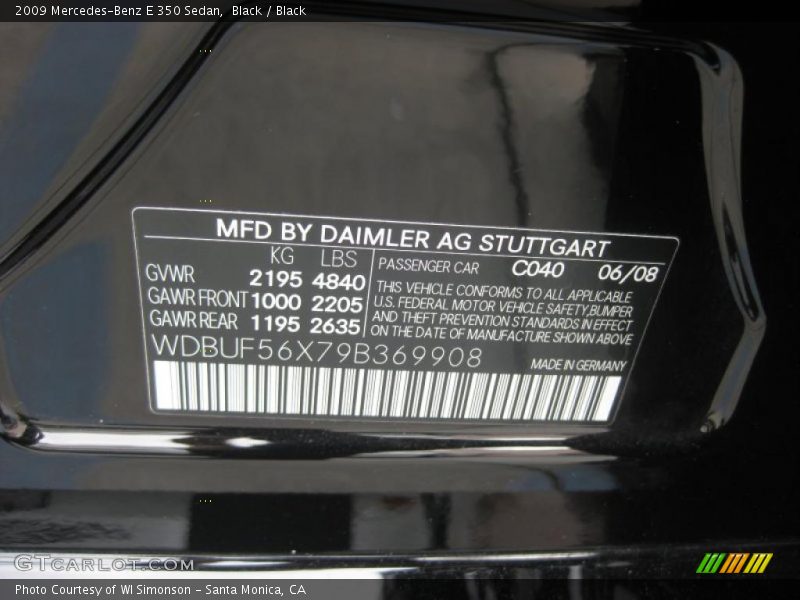 2009 Mercedes-Benz E 350 Sedan, Black / Black
MFD BY DAIMLER AG STUTTGART
KG LBS
GVWR 2195 4840
GAWR FRONT 1000 2205
GAWR REAR 1195 2635
PASSENGER CAR C040 06/08
THIS VEHICLE CONFORMS TO ALL APPLICABLE
U.S. FEDERAL MOTOR VEHICLE SAFETY,BUMPER
AND THEFT PREVENTION STANDARDS IN EFFECT
ON THE DATE OF MANUFACTURE SHOWN ABOVE
WDBUF56X79B369908
MADE IN GERMANY
GTCARLOT.COM
Photo Courtesy of WI Simonson - Santa Monica, CA